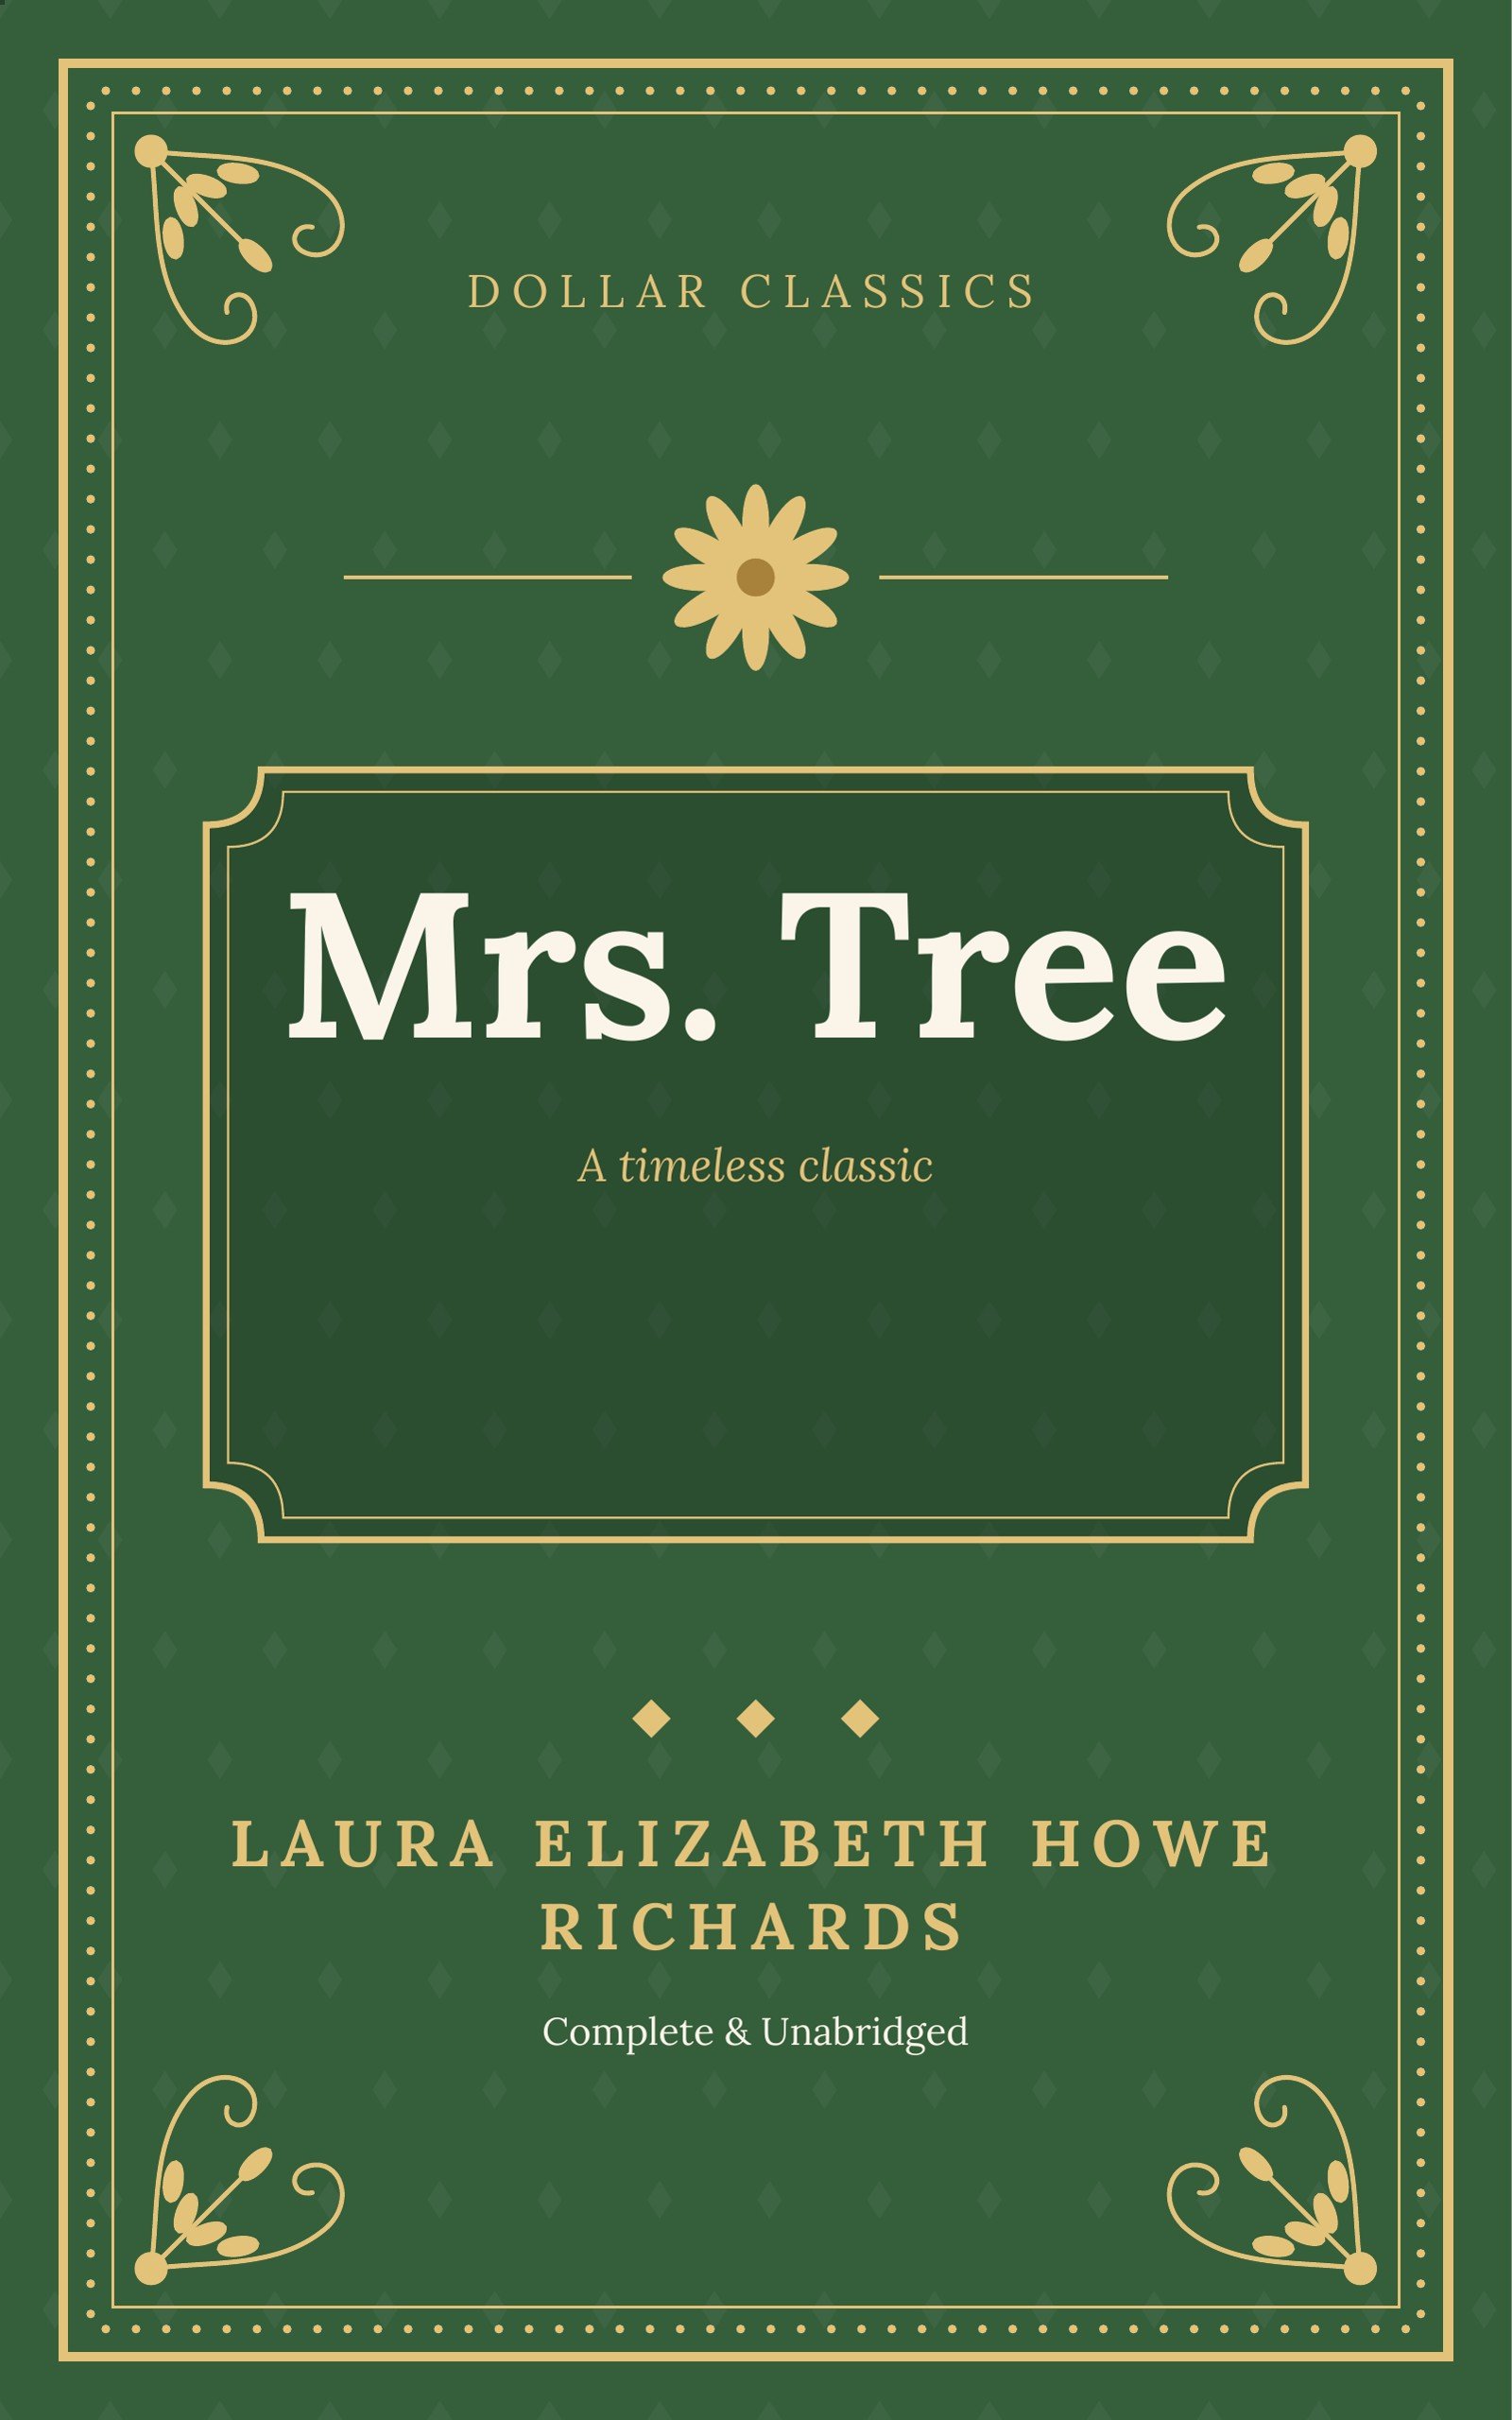 DOLLAR CLASSICS
Mrs. Tree
A timeless classic
LAURA ELIZABETH HOWE
RICHARDS
Complete & Unabridged